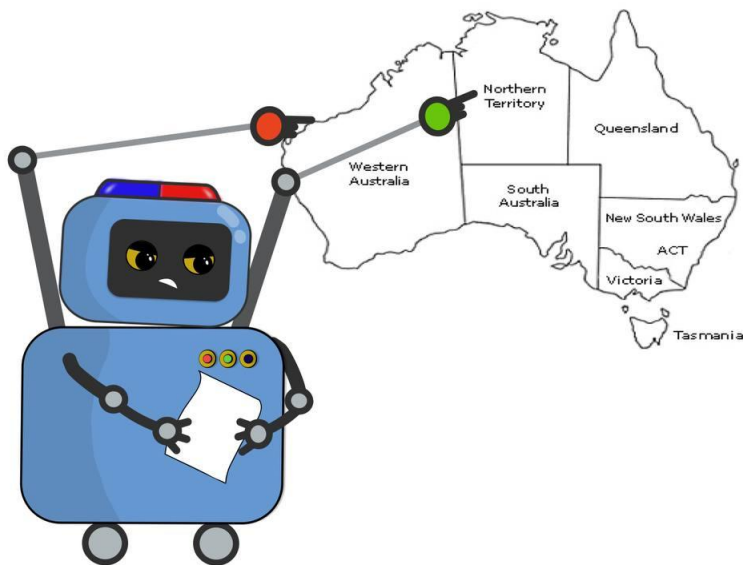 Northern
Territory
Queensland
Western
Australia
South
Australia
New South Wales
ACT
Victoria
Tasmania